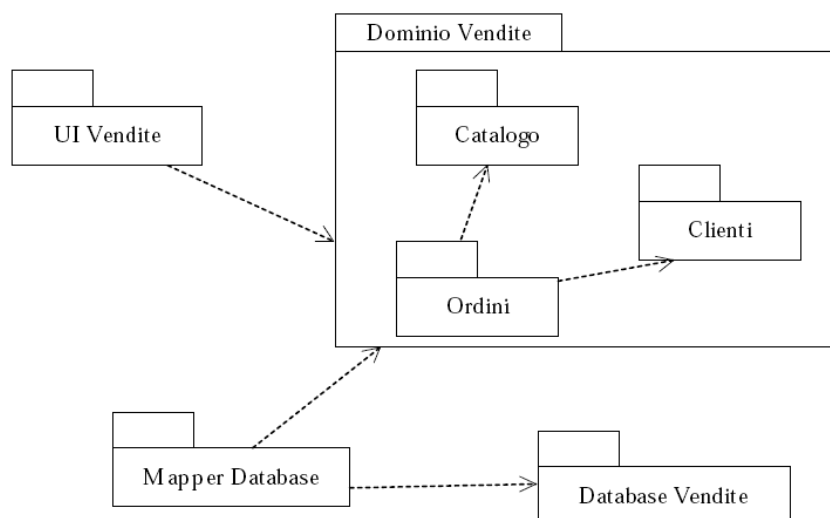 Dominio Vendite
UI Vendite
Catalogo
Clienti
Ordini
Mapper Database
Database Vendite